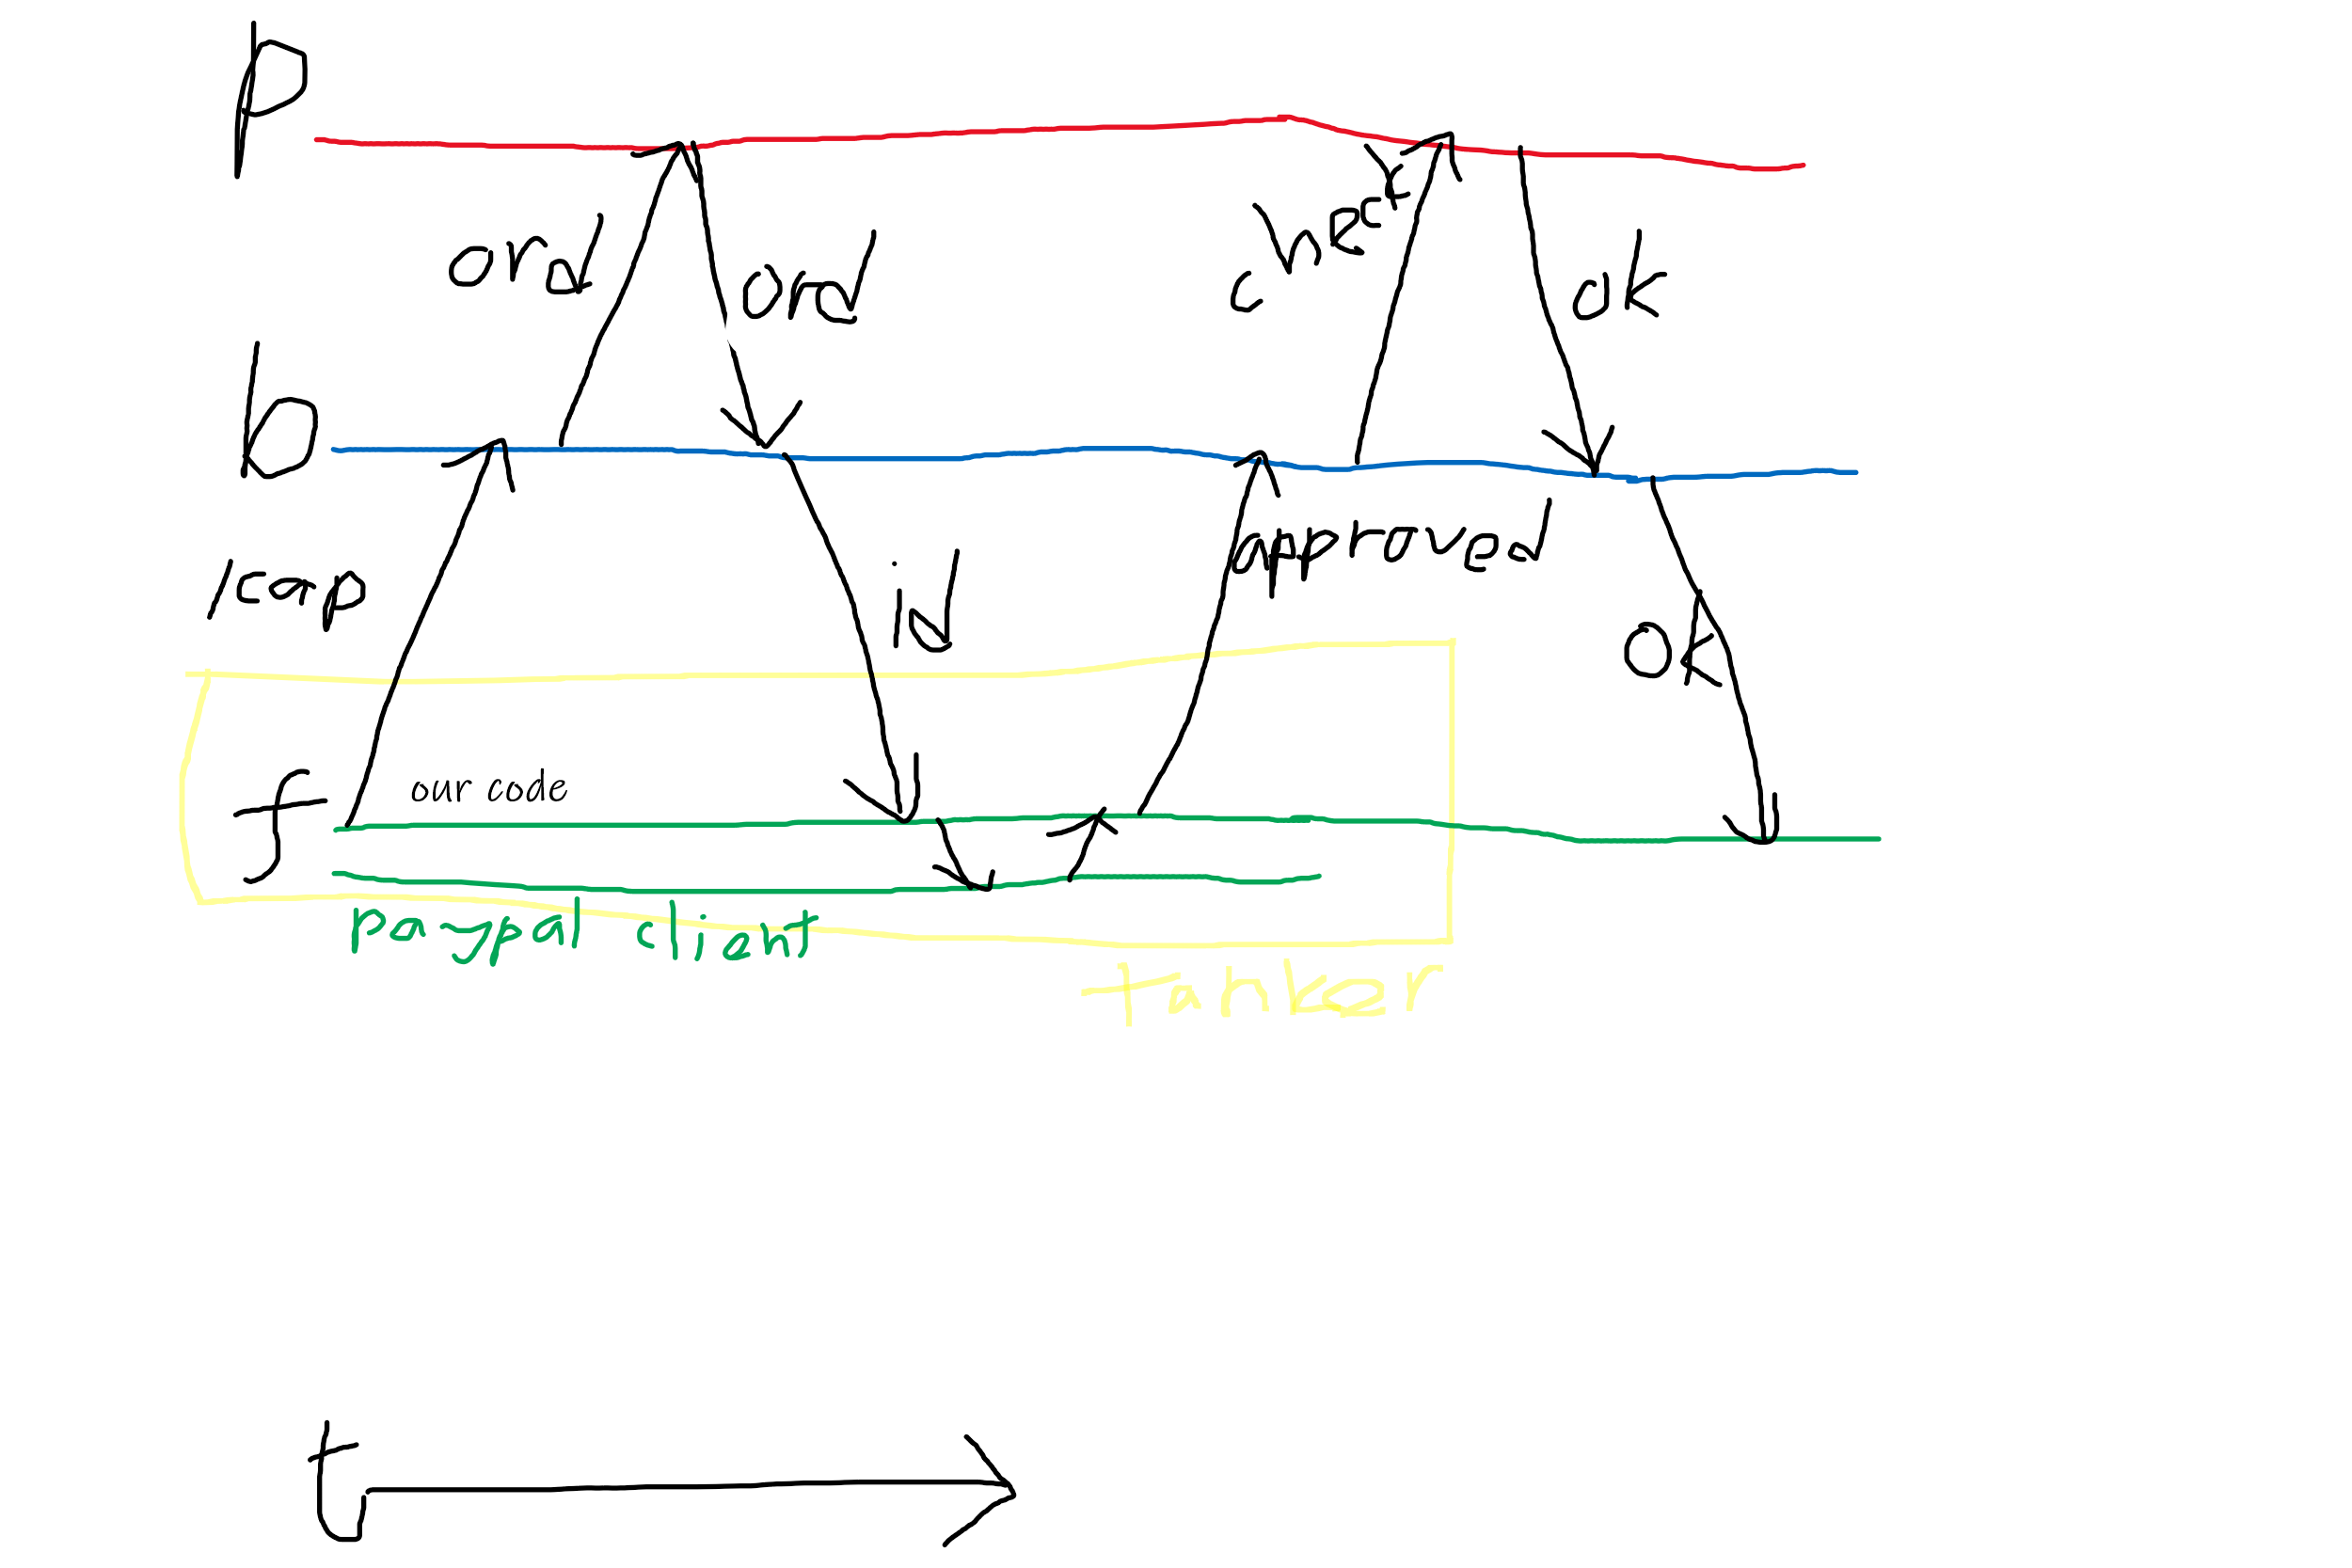 p
ord
ord
check
ok
b
/cap
id
approved
ok
f
our code
Paypal client
Tanker
t